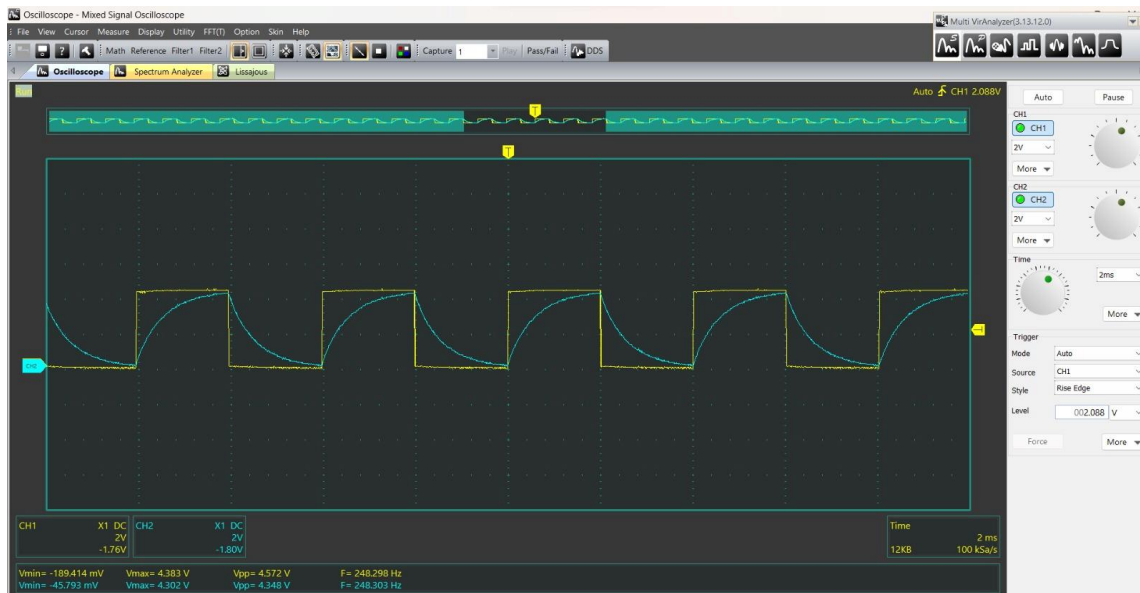 Oscilloscope - Mixed Signal Oscilloscope
Multi VirAnalyzer(3.13.12.0)
File View Cursor Measure Display Utility FFT(T) Option Skin Help
Math Reference Filter1 Filter2 Capture 1 Play Pass/Fail DDS
Oscilloscope Spectrum Analyzer Lissajous
Run
Auto CH1 2.088V
T
T
CH2
Auto Pause
CH1
CH1
2V
More
CH2
CH2
2V
More
Time
2ms
More
Trigger
Mode Auto
Source CH1
Style Rise Edge
Level 002.088 V
Force More
CH1 X1 DC
2V
-1.76V
CH2 X1 DC
2V
-1.80V
Time
2 ms
12KB 100 kSa/s
Vmin= -189.414 mV Vmax= 4.383 V Vpp= 4.572 V F= 248.298 Hz
Vmin= -45.793 mV Vmax= 4.302 V Vpp= 4.348 V F= 248.303 Hz